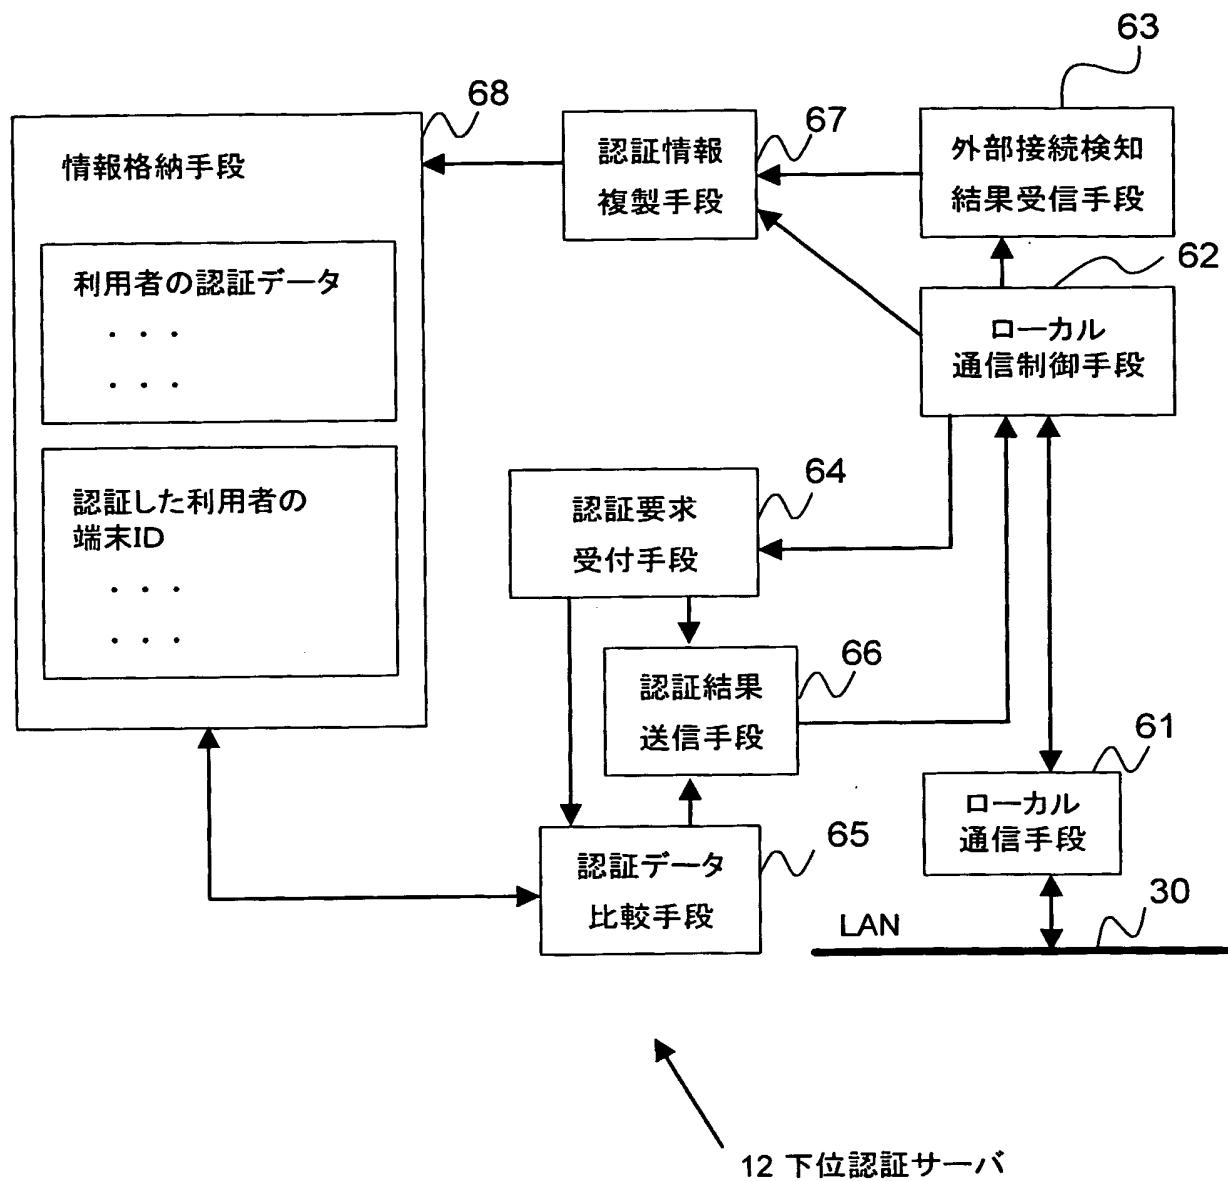 63
68
67
情報格納手段
認証情報
複製手段
外部接続検知
結果受信手段
62
利用者の認証データ
・・・
・・・
ローカル
通信制御手段
認証した利用者の
端末ID
・・・
・・・
64
認証要求
受付手段
66
認証結果
送信手段
61
ローカル
通信手段
65
認証データ
比較手段
30
LAN
12 下位認証サーバ